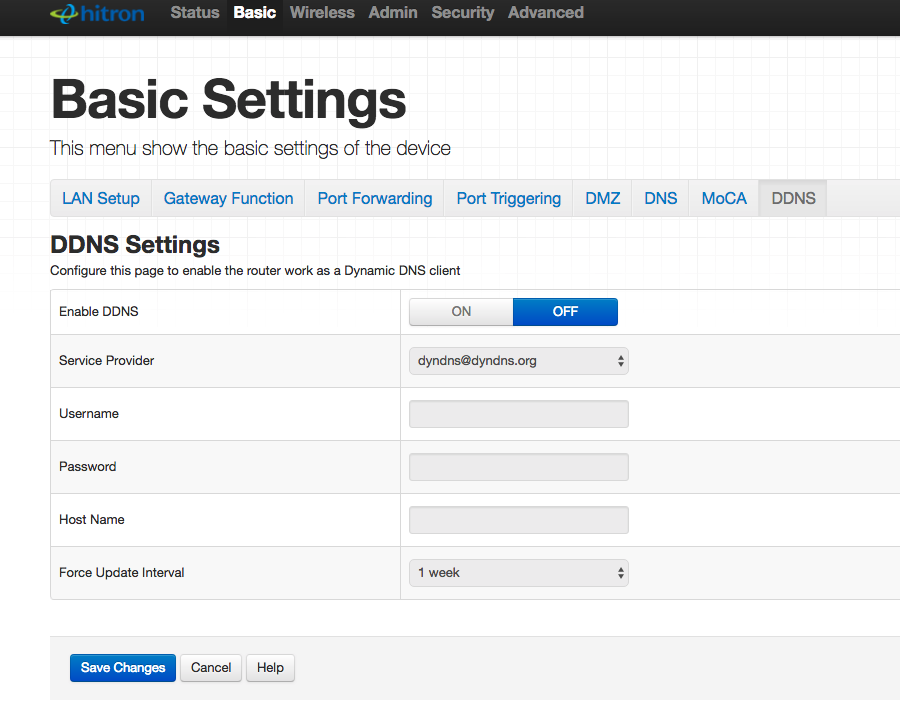 hitron Status Basic Wireless Admin Security Advanced
Basic Settings
This menu show the basic settings of the device
LAN Setup Gateway Function Port Forwarding Port Triggering DMZ DNS MoCA DDNS
DDNS Settings
Configure this page to enable the router work as a Dynamic DNS client
Enable DDNS ON OFF
Service Provider dyndns@dyndns.org
Username
Password
Host Name
Force Update Interval 1 week
Save Changes Cancel Help